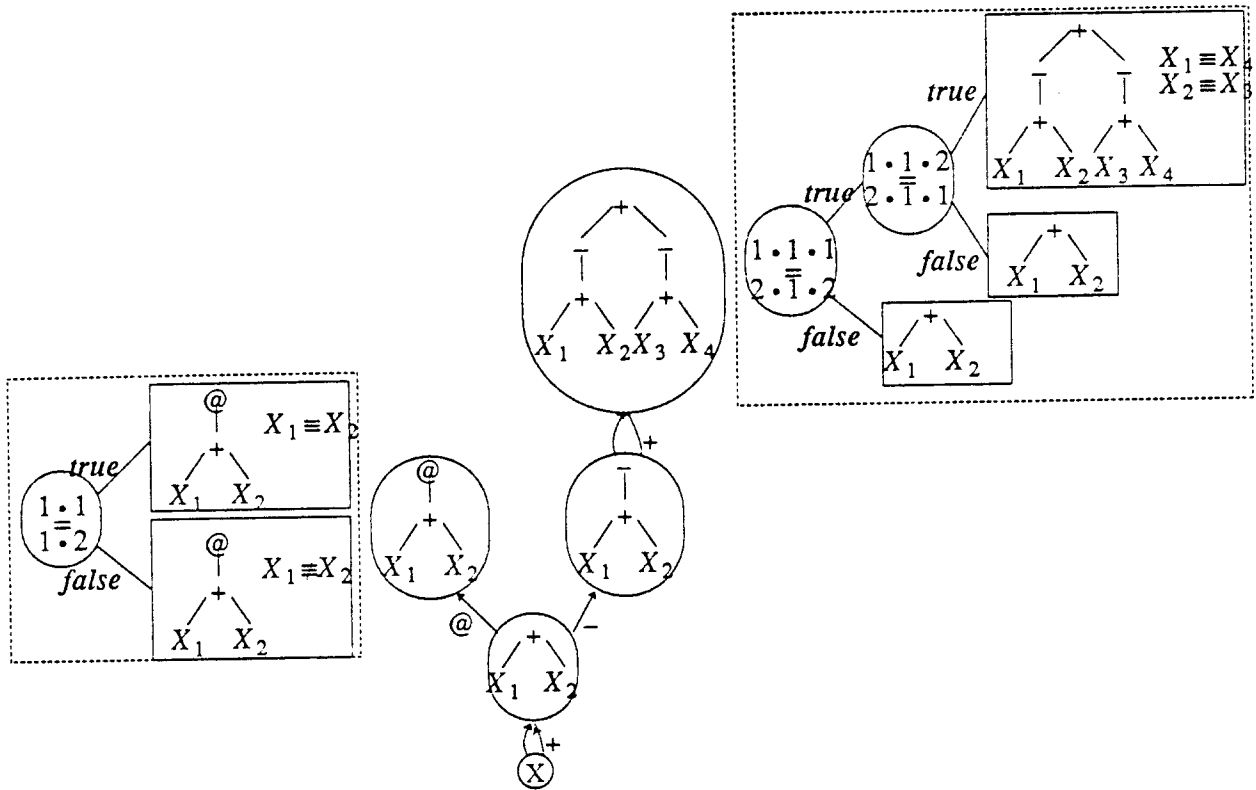 1 • 1
=
1 • 2
true
false
@
+
X₁ X₂
X₁≡X₂
@
+
X₁ X₂
X₁≢X₂
@
+
X₁ X₂
+
− −
+ +
X₁ X₂ X₃ X₄
+
−
+
X₁ X₂
@
−
+
X₁ X₂
+
X
1 • 1 • 1
=
2 • 1 • 2
true
false
1 • 1 • 2
=
2 • 1 • 1
true
false
+
− −
+ +
X₁ X₂ X₃ X₄
X₁≡X₄
X₂≡X₃
+
X₁ X₂
+
X₁ X₂